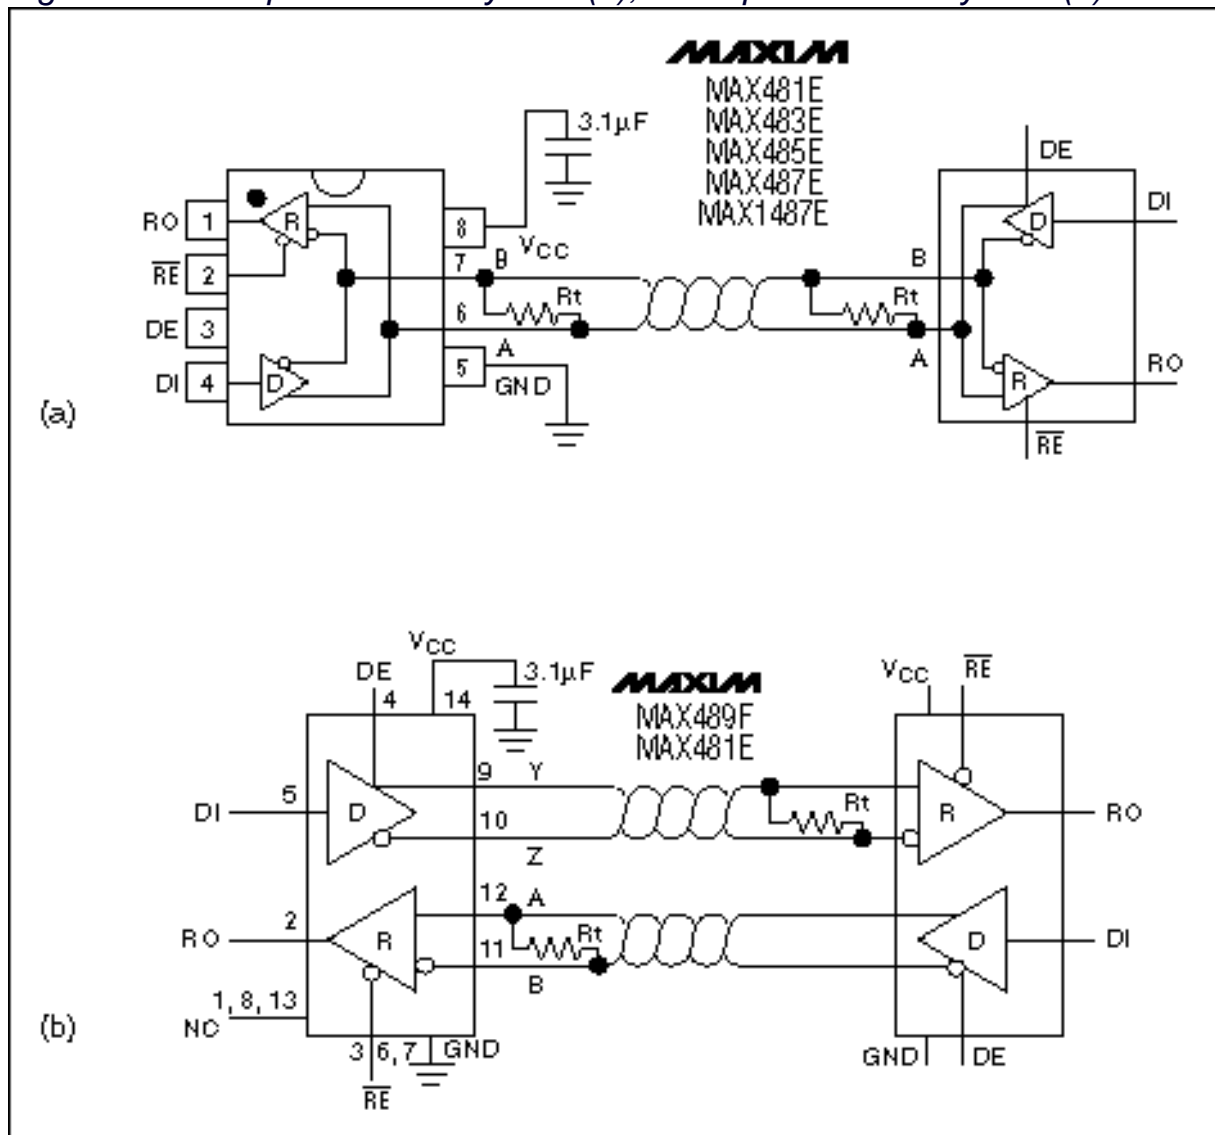 MAXIM
MAX481E
MAX483E
MAX485E
MAX487E
MAX1487E
3.1µF
DE
DI
RO 1
R
8
VCC
D
RE 2
7 B
B
Rt
Rt
DE 3
6
A
A
DI 4
D
5
GND
R
RO
RE
(a)
VCC
DE
4
14
3.1µF
MAXIM
MAX489E
MAX481E
VCC
RE
DI
5
D
9 Y
10
Z
Rt
R
RO
RO
2
R
12 A
11
B
Rt
D
DI
1, 8, 13
NC
(b)
3
6, 7
GND
RE
GND
DE